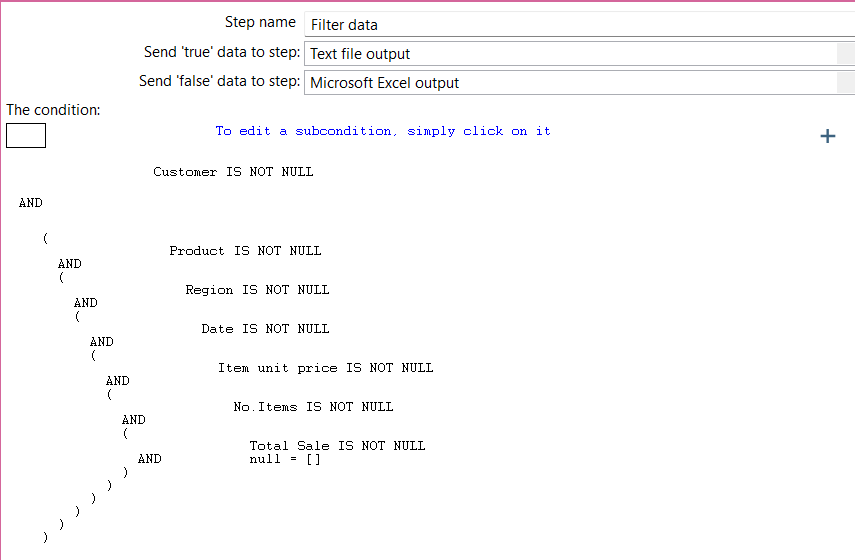 Step name Filter data
Send 'true' data to step: Text file output
Send 'false' data to step: Microsoft Excel output
The condition:
To edit a subcondition, simply click on it
+
Customer IS NOT NULL
AND
(
Product IS NOT NULL
AND
(
Region IS NOT NULL
AND
(
Date IS NOT NULL
AND
(
Item unit price IS NOT NULL
AND
(
No.Items IS NOT NULL
AND
(
Total Sale IS NOT NULL
AND null = []
)
)
)
)
)
)